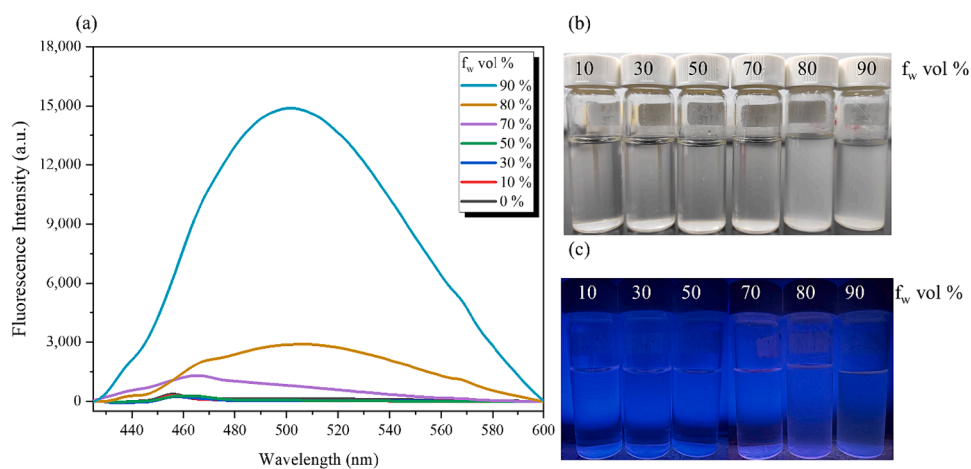 (a)
18,000
15,000
12,000
9,000
6,000
3,000
0
Fluorescence Intensity (a.u.)
440 460 480 500 520 540 560 580 600
Wavelength (nm)
fw vol %
90 %
80 %
70 %
50 %
30 %
10 %
0 %
(b)
10 30 50 70 80 90 fw vol %
(c)
10 30 50 70 80 90 fw vol %